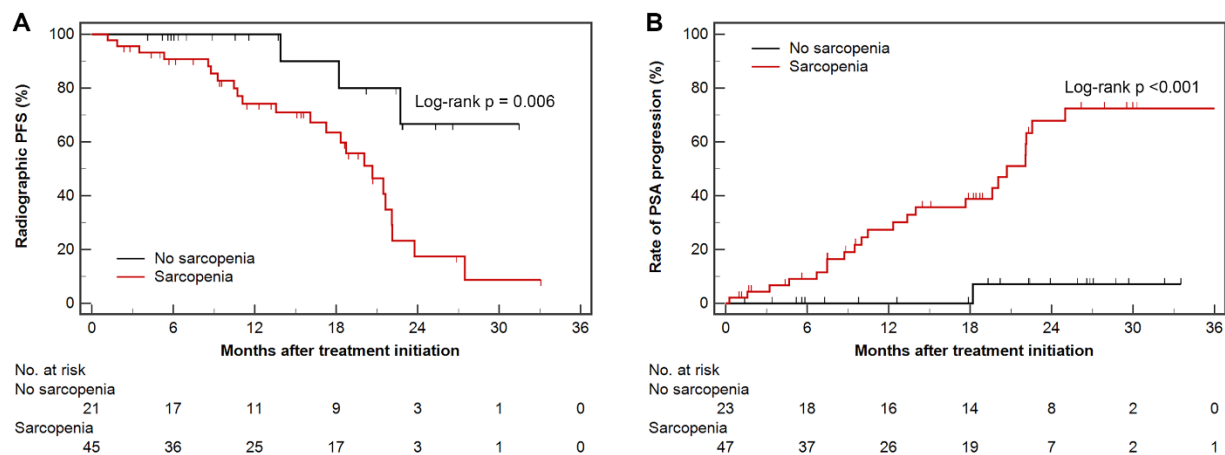 A
Radiographic PFS (%)
100
80
60
40
20
0
Log-rank p = 0.006
No sarcopenia
Sarcopenia
0 6 12 18 24 30 36
Months after treatment initiation
No. at risk
No sarcopenia
21 17 11 9 3 1 0
Sarcopenia
45 36 25 17 3 1 0
B
Rate of PSA progression (%)
100
80
60
40
20
0
No sarcopenia
Sarcopenia
Log-rank p <0.001
0 6 12 18 24 30 36
Months after treatment initiation
No. at risk
No sarcopenia
23 18 16 14 8 2 0
Sarcopenia
47 37 26 19 7 2 1